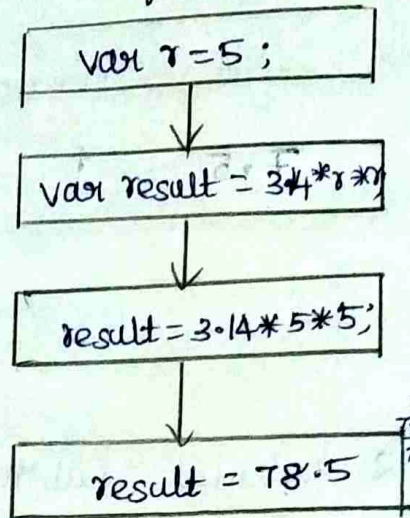 var r=5;
var result = 3.14*r*r;
result = 3.14*5*5;
result = 78.5